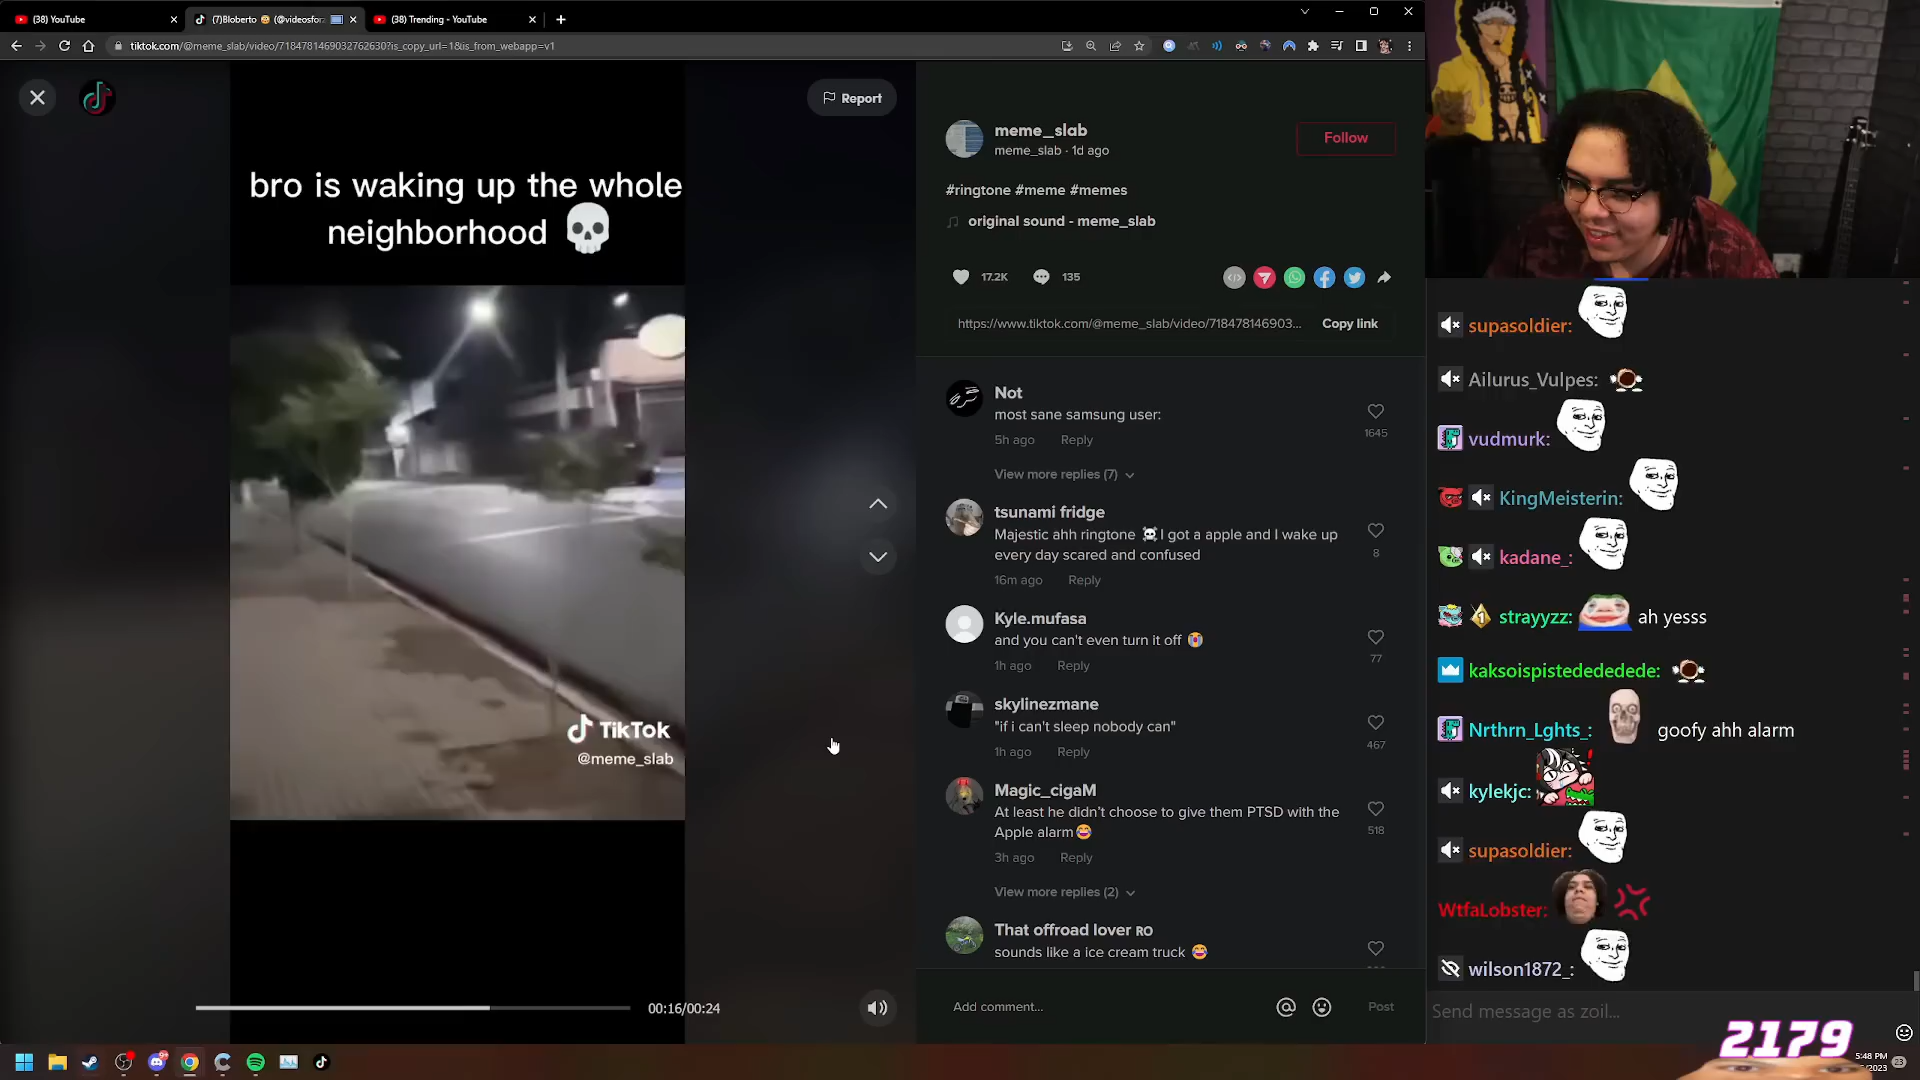 (38) YouTube
(7)Bloberto
(@videosfor
(38) Trending - YouTube
tiktok.com/@meme_slab/video/7184781469032762630?is_copy_url=1&is_from_webapp=v1
Report
bro is waking up the whole
neighborhood 💀
TikTok
@meme_slab
00:16/00:24
meme_slab
meme_slab · 1d ago
Follow
#ringtone #meme #memes
original sound - meme_slab
17.2K
135
https://www.tiktok.com/@meme_slab/video/718478146903...
Copy link
Not
most sane samsung user:
1645
5h ago Reply
View more replies (7)
tsunami fridge
Majestic ahh ringtone ☠️I got a apple and I wake up
every day scared and confused
8
16m ago Reply
Kyle.mufasa
and you can't even turn it off 😭
77
1h ago Reply
skylinezmane
"if i can't sleep nobody can"
467
1h ago Reply
Magic_cigaM
At least he didn't choose to give them PTSD with the
Apple alarm😂
518
3h ago Reply
View more replies (2)
That offroad lover RO
sounds like a ice cream truck 😂
Add comment...
Post
supasoldier:
Ailurus_Vulpes:
vudmurk:
KingMeisterin:
kadane_:
strayyzz: ah yesss
kaksoispistedededede:
Nrthrn_Lghts_: goofy ahh alarm
kylekjc:
supasoldier:
WtfaLobster:
wilson1872_:
Send message as zoil...
2179
5:48 PM